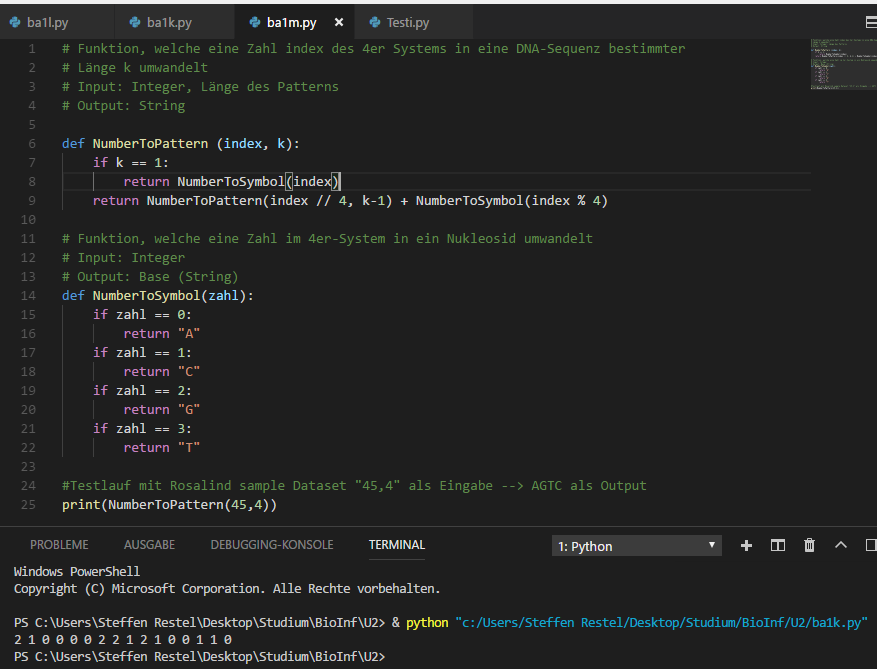 ba1l.py ba1k.py ba1m.py × Testi.py
1 # Funktion, welche eine Zahl index des 4er Systems in eine DNA-Sequenz bestimmter
2 # Länge k umwandelt
3 # Input: Integer, Länge des Patterns
4 # Output: String
5
6 def NumberToPattern (index, k):
7 if k == 1:
8 return NumberToSymbol(index)
9 return NumberToPattern(index // 4, k-1) + NumberToSymbol(index % 4)
10
11 # Funktion, welche eine Zahl im 4er-System in ein Nukleosid umwandelt
12 # Input: Integer
13 # Output: Base (String)
14 def NumberToSymbol(zahl):
15 if zahl == 0:
16 return "A"
17 if zahl == 1:
18 return "C"
19 if zahl == 2:
20 return "G"
21 if zahl == 3:
22 return "T"
23
24 #Testlauf mit Rosalind sample Dataset "45,4" als Eingabe --> AGTC als Output
25 print(NumberToPattern(45,4))
PROBLEME AUSGABE DEBUGGING-KONSOLE TERMINAL 1: Python
Windows PowerShell
Copyright (C) Microsoft Corporation. Alle Rechte vorbehalten.
PS C:\Users\Steffen Restel\Desktop\Studium\BioInf\U2> & python "c:/Users/Steffen Restel/Desktop/Studium/BioInf/U2/ba1k.py"
2 1 0 0 0 0 2 2 1 2 1 0 0 1 1 0
PS C:\Users\Steffen Restel\Desktop\Studium\BioInf\U2>